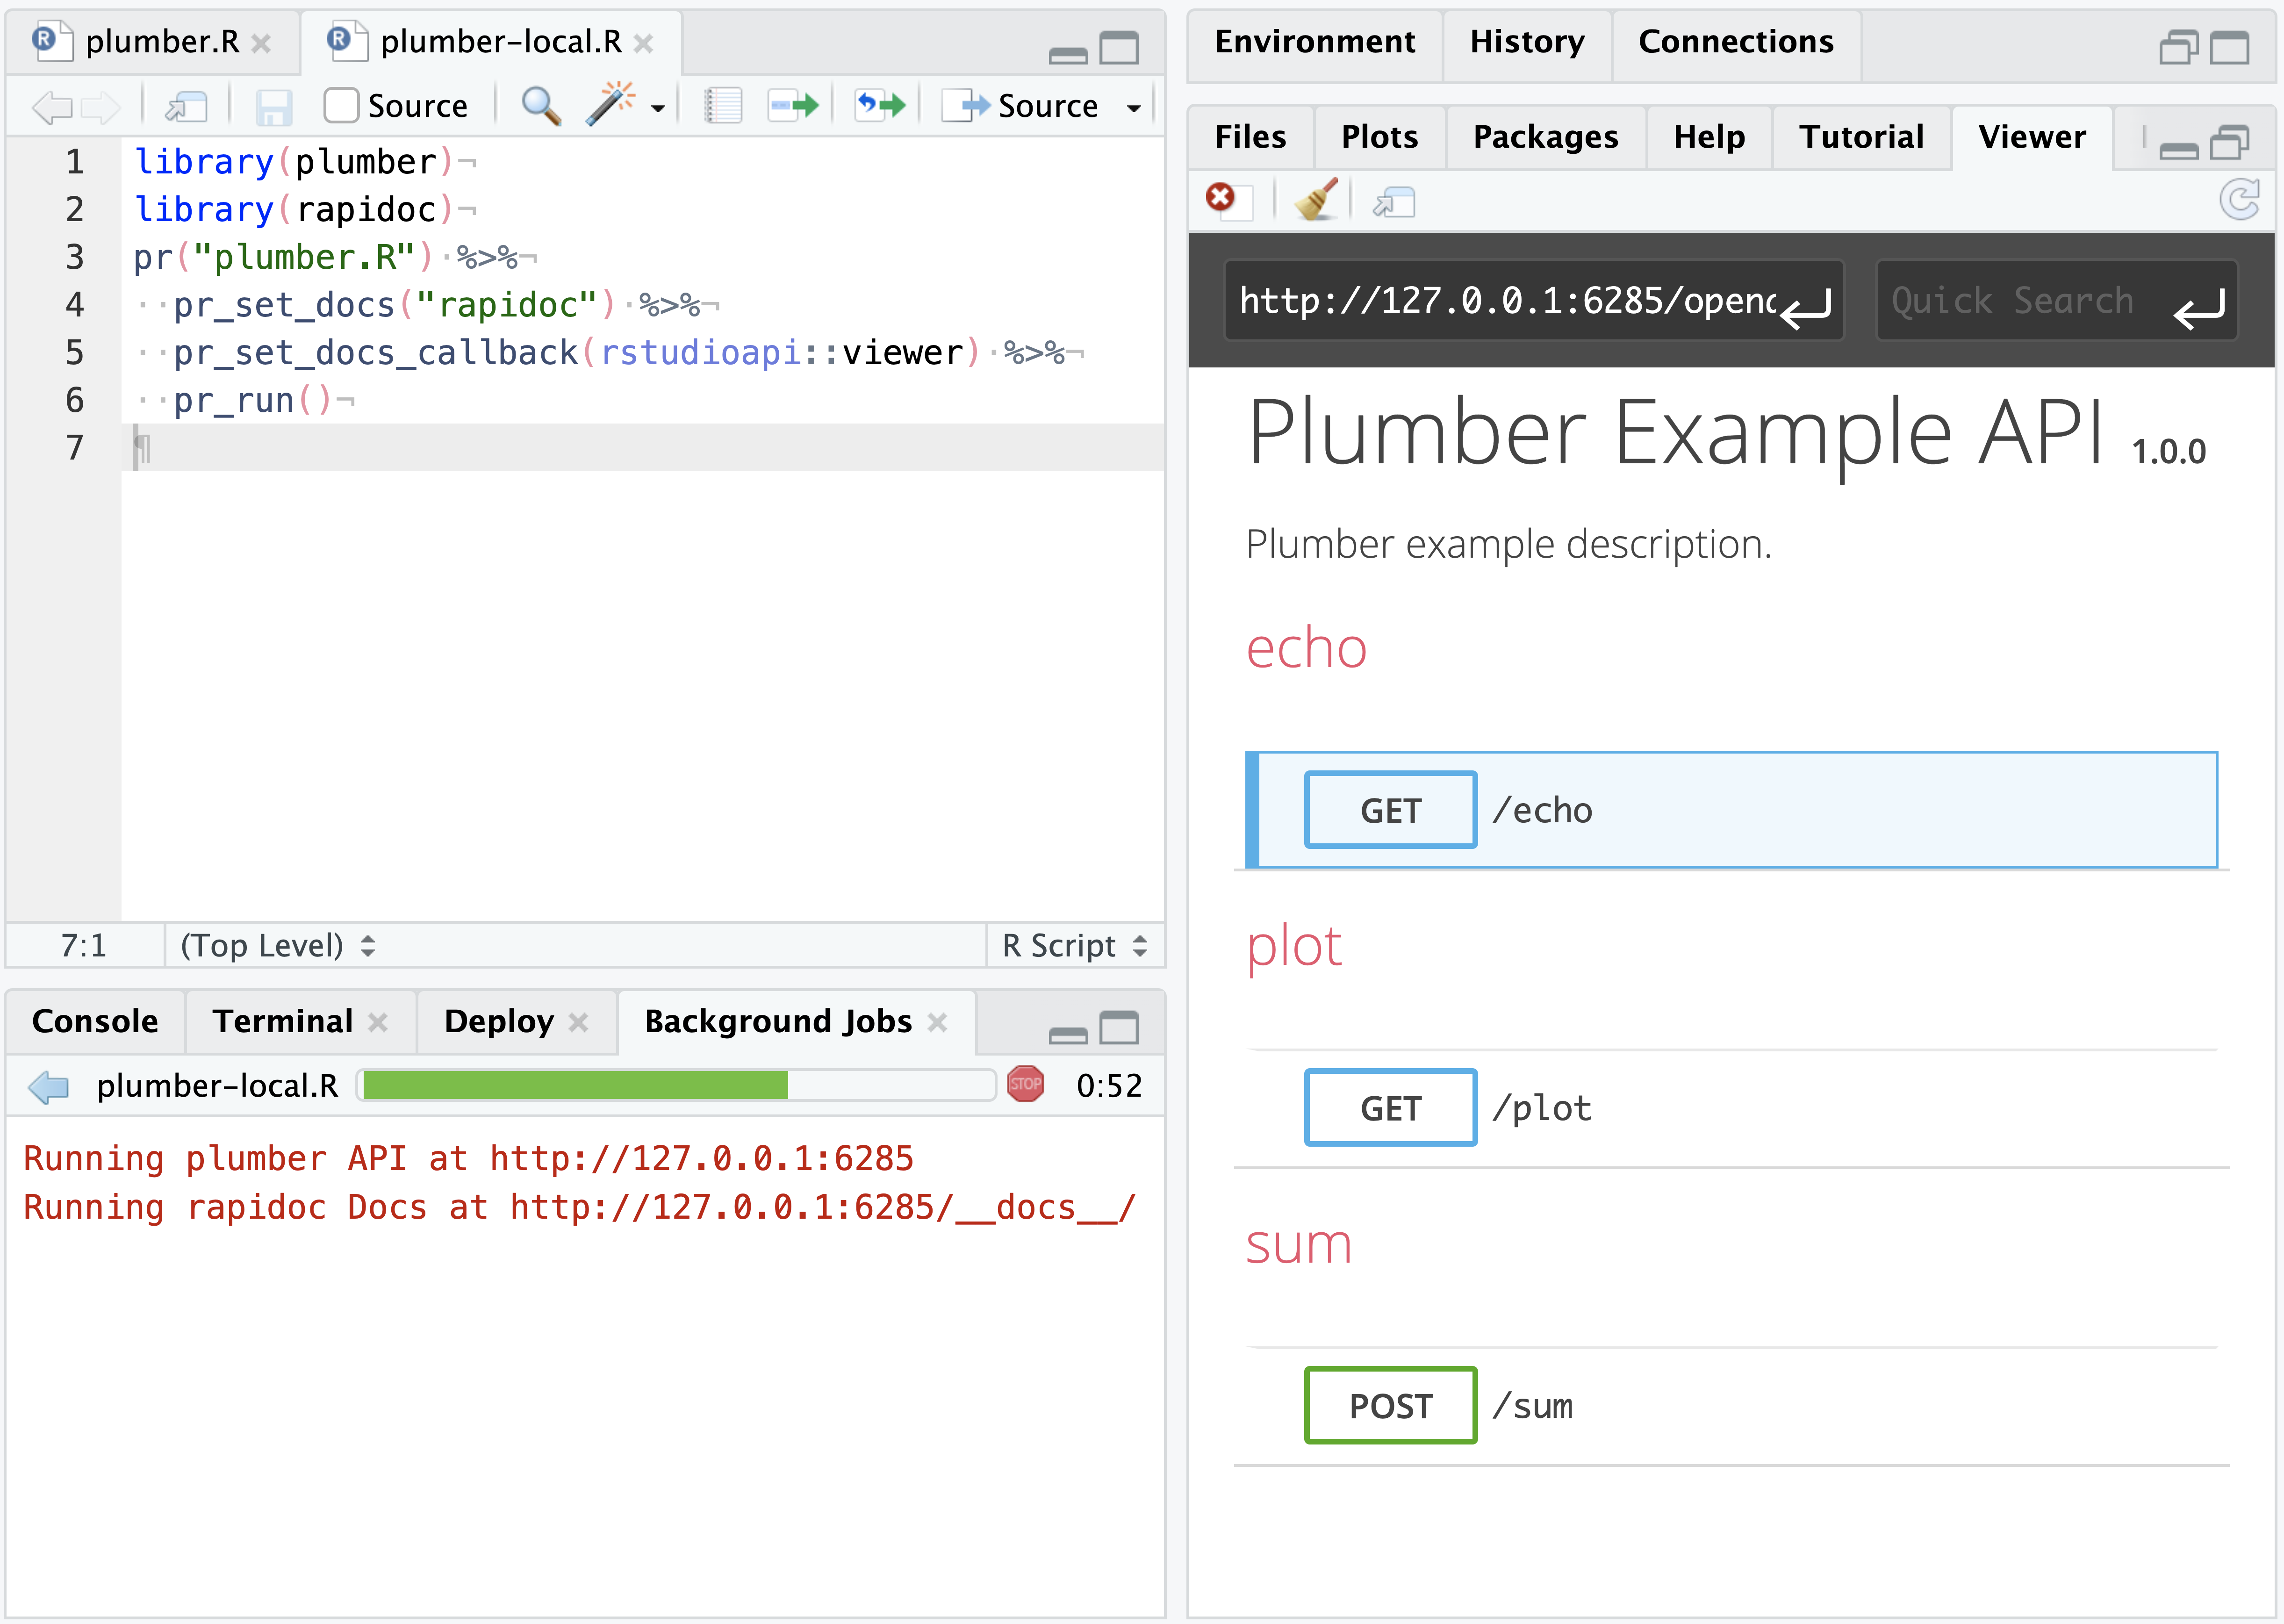 plumber.R
plumber-local.R
Source
Source
1 library(plumber)¬
2 library(rapidoc)¬
3 pr("plumber.R")·%>%¬
4 ··pr_set_docs("rapidoc")·%>%¬
5 ··pr_set_docs_callback(rstudioapi::viewer)·%>%¬
6 ··pr_run()¬
7 ¶
7:1
(Top Level)
R Script
Console
Terminal
Deploy
Background Jobs
plumber-local.R
STOP
0:52
Running plumber API at http://127.0.0.1:6285
Running rapidoc Docs at http://127.0.0.1:6285/__docs__/
Environment
History
Connections
Files
Plots
Packages
Help
Tutorial
Viewer
http://127.0.0.1:6285/open
Quick Search
Plumber Example API 1.0.0
Plumber example description.
echo
GET /echo
plot
GET /plot
sum
POST /sum